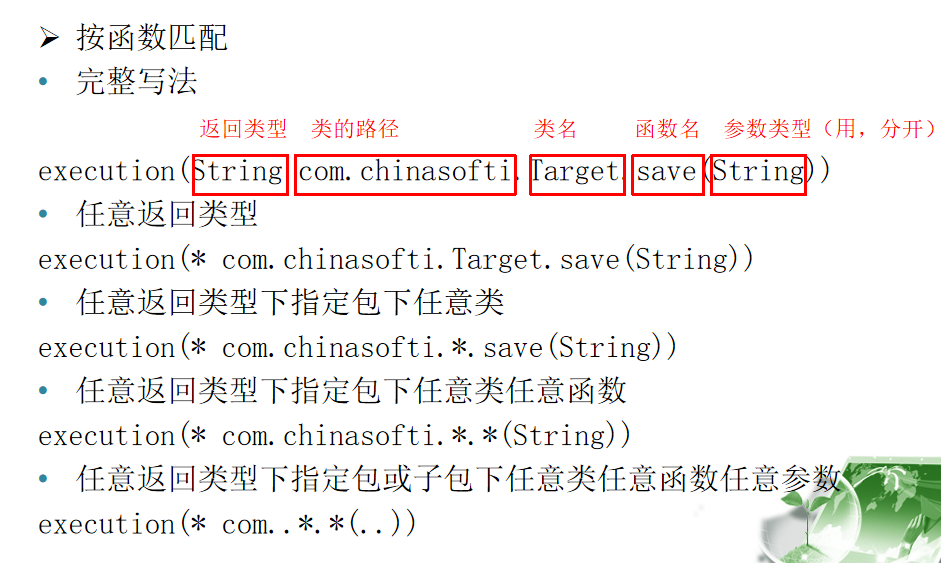 ➢ 按函数匹配
• 完整写法
返回类型 类的路径 类名 函数名 参数类型（用，分开）
execution(String com.chinasofti.Target.save(String))
• 任意返回类型
execution(* com.chinasofti.Target.save(String))
• 任意返回类型下指定包下任意类
execution(* com.chinasofti.*.save(String))
• 任意返回类型下指定包下任意类任意函数
execution(* com.chinasofti.*.*(String))
• 任意返回类型下指定包或子包下任意类任意函数任意参数
execution(* com..*.*(..))